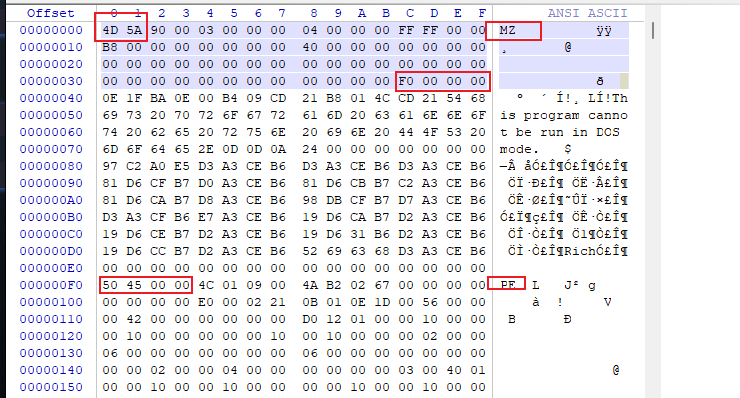 Offset 0 1 2 3 4 5 6 7 8 9 A B C D E F ANSI ASCII
00000000 4D 5A 90 00 03 00 00 00 04 00 00 00 FF FF 00 00 MZ ÿÿ
00000010 B8 00 00 00 00 00 00 00 40 00 00 00 00 00 00 00 ¸ @
00000020 00 00 00 00 00 00 00 00 00 00 00 00 00 00 00 00
00000030 00 00 00 00 00 00 00 00 00 00 00 00 F0 00 00 00 ð
00000040 0E 1F BA 0E 00 B4 09 CD 21 B8 01 4C CD 21 54 68 º ´ Í!¸ LÍ!Th
00000050 69 73 20 70 72 6F 67 72 61 6D 20 63 61 6E 6E 6F is program canno
00000060 74 20 62 65 20 72 75 6E 20 69 6E 20 44 4F 53 20 t be run in DOS
00000070 6D 6F 64 65 2E 0D 0D 0A 24 00 00 00 00 00 00 00 mode. $
00000080 97 C2 A0 E5 D3 A3 CE B6 D3 A3 CE B6 D3 A3 CE B6 —Â åÓ£Î¶Ó£Î¶Ó£Î¶
00000090 81 D6 CF B7 D0 A3 CE B6 81 D6 CB B7 C2 A3 CE B6 ÖÏ·Ð£Î¶ ÖË·Â£Î¶
000000A0 81 D6 CA B7 D8 A3 CE B6 98 DB CF B7 D7 A3 CE B6 ÖÊ·Ø£Î¶˜ÛÏ·×£Î¶
000000B0 D3 A3 CF B6 E7 A3 CE B6 19 D6 CA B7 D2 A3 CE B6 Ó£Ï¶ç£Î¶ ÖÊ·Ò£Î¶
000000C0 19 D6 CE B7 D2 A3 CE B6 19 D6 31 B6 D2 A3 CE B6 ÖÎ·Ò£Î¶ Ö1¶Ò£Î¶
000000D0 19 D6 CC B7 D2 A3 CE B6 52 69 63 68 D3 A3 CE B6 ÖÌ·Ò£Î¶RichÓ£Î¶
000000E0 00 00 00 00 00 00 00 00 00 00 00 00 00 00 00 00
000000F0 50 45 00 00 4C 01 09 00 4A B2 02 67 00 00 00 00 PE L J² g
00000100 00 00 00 00 E0 00 02 21 0B 01 0E 1D 00 56 00 00 à ! V
00000110 00 42 00 00 00 00 00 00 D0 12 01 00 00 10 00 00 B Ð
00000120 00 10 00 00 00 00 00 10 00 10 00 00 00 02 00 00
00000130 06 00 00 00 00 00 00 00 06 00 00 00 00 00 00 00
00000140 00 00 02 00 00 04 00 00 00 00 00 00 03 00 40 01 @
00000150 00 00 10 00 00 10 00 00 00 00 10 00 00 10 00 00